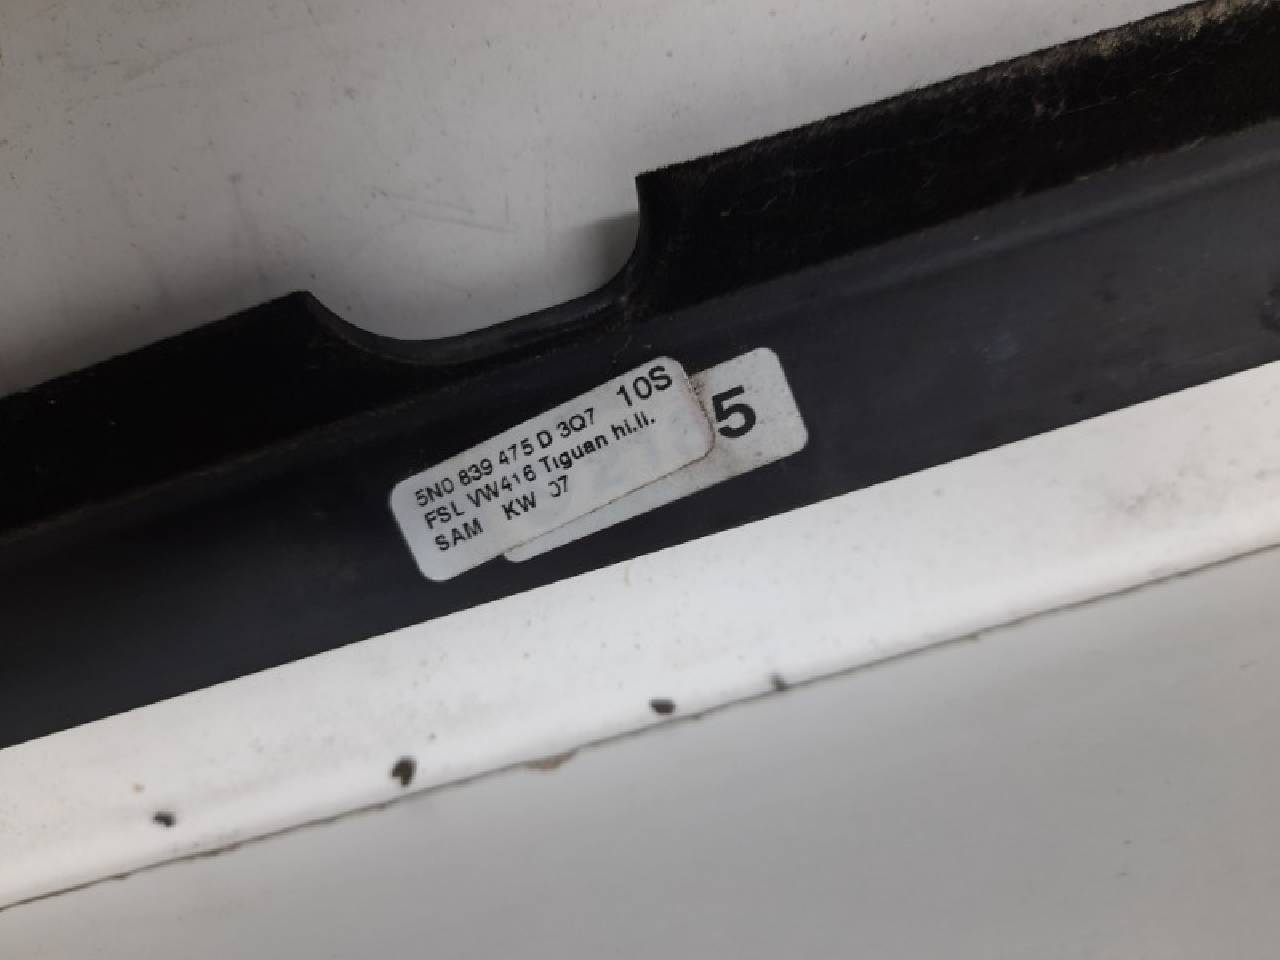 5N0 839 475 D 3Q7 10S
FSL VW416 Tiguan hi.li.
SAM KW 07
5